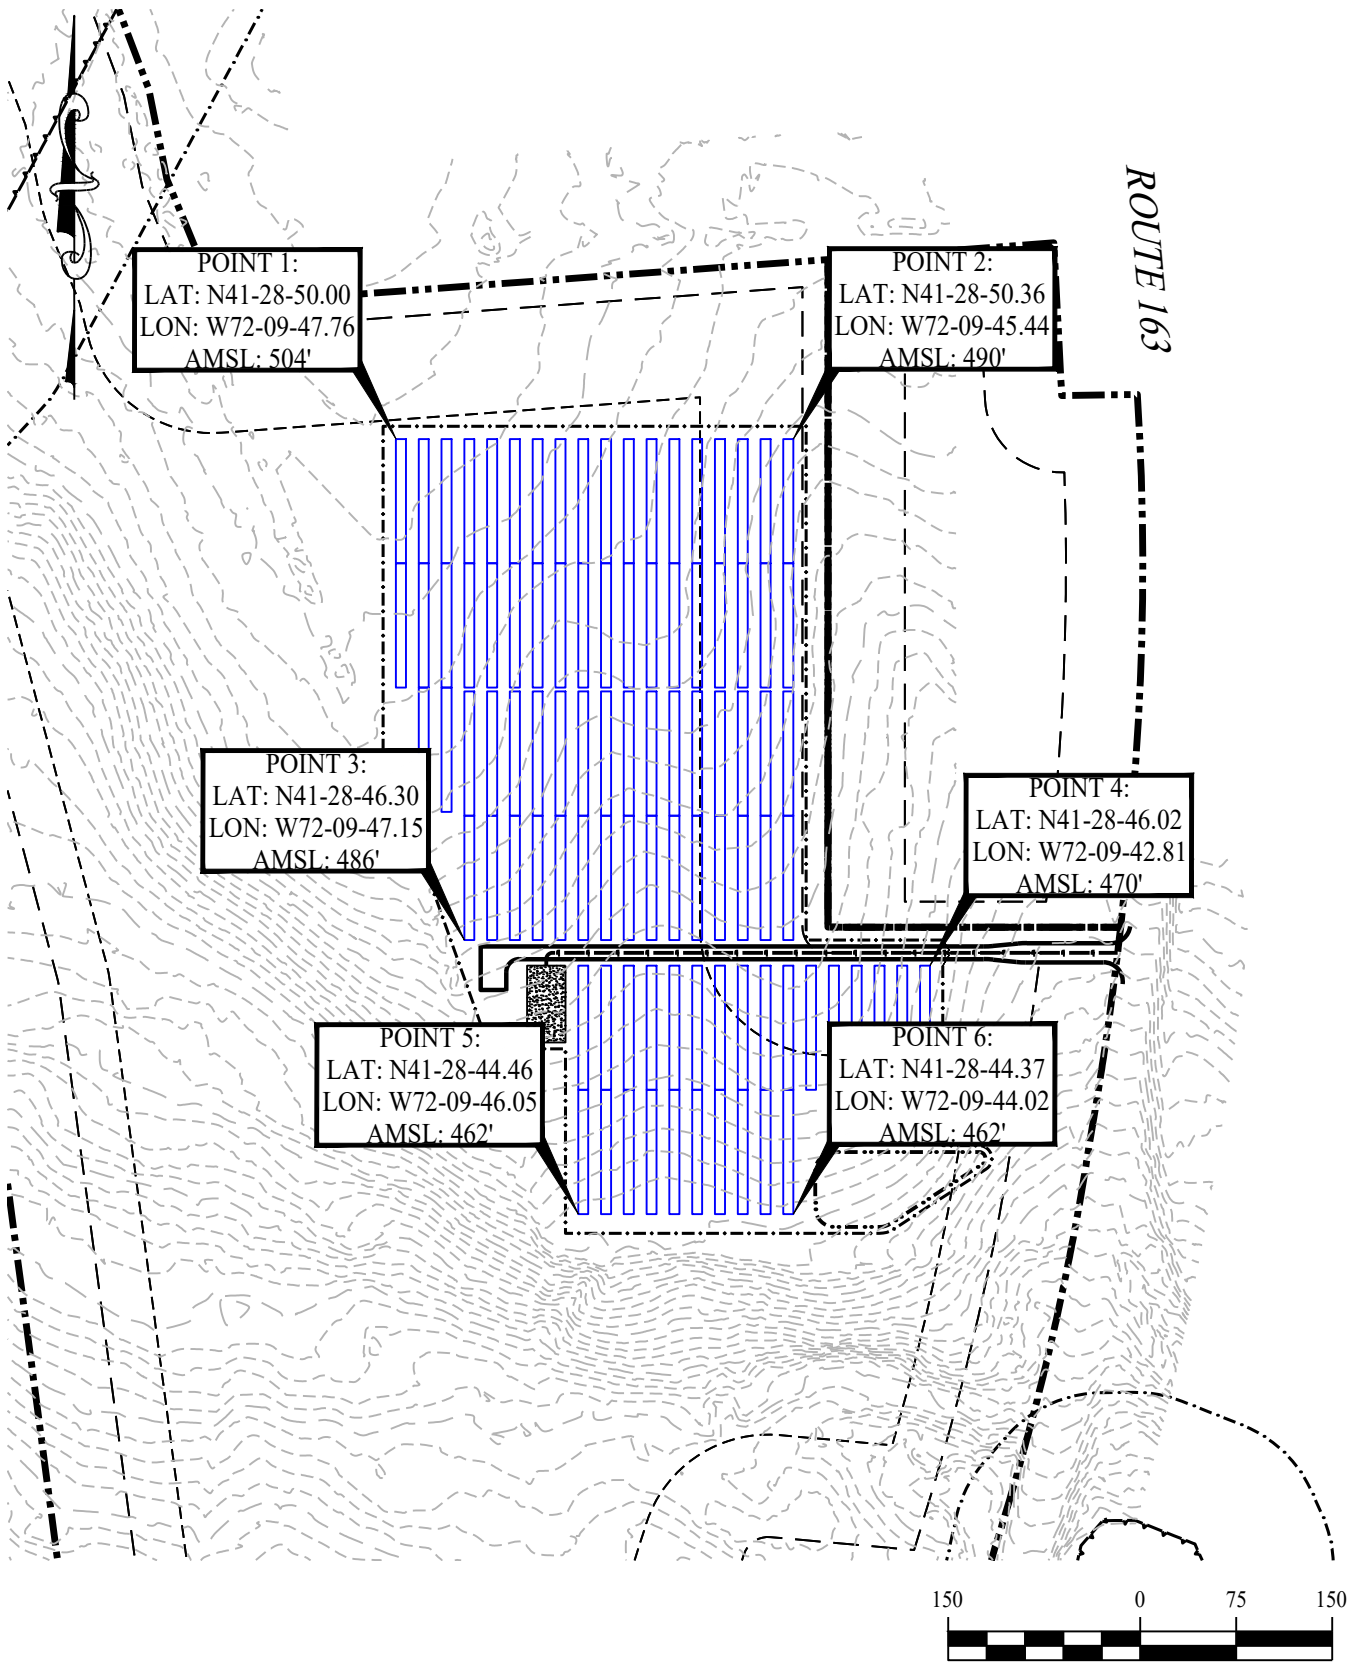 ROUTE 163
POINT 1:
LAT: N41-28-50.00
LON: W72-09-47.76
AMSL: 504'
POINT 2:
LAT: N41-28-50.36
LON: W72-09-45.44
AMSL: 490'
POINT 3:
LAT: N41-28-46.30
LON: W72-09-47.15
AMSL: 486'
POINT 4:
LAT: N41-28-46.02
LON: W72-09-42.81
AMSL: 470'
POINT 5:
LAT: N41-28-44.46
LON: W72-09-46.05
AMSL: 462'
POINT 6:
LAT: N41-28-44.37
LON: W72-09-44.02
AMSL: 462'
150 0 75 150